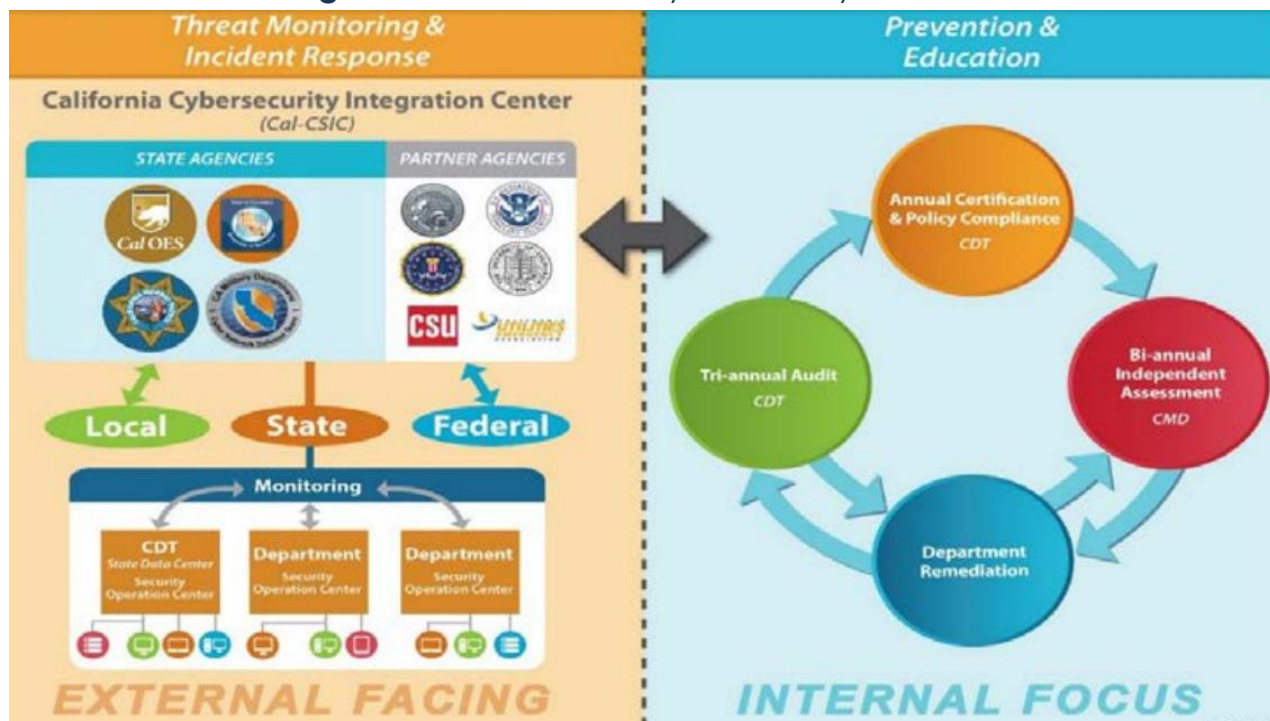 Threat Monitoring &
Incident Response
California Cybersecurity Integration Center
(Cal-CSIC)
STATE AGENCIES
PARTNER AGENCIES
Cal OES
CSU
UTILITIES
Local
State
Federal
Monitoring
CDT
State Data Center
Security
Operation Center
Department
Security
Operation Center
Department
Security
Operation Center
EXTERNAL FACING
Prevention &
Education
Annual Certification
& Policy Compliance
CDT
Bi-annual
Independent
Assessment
CMD
Tri-annual Audit
CDT
Department
Remediation
INTERNAL FOCUS